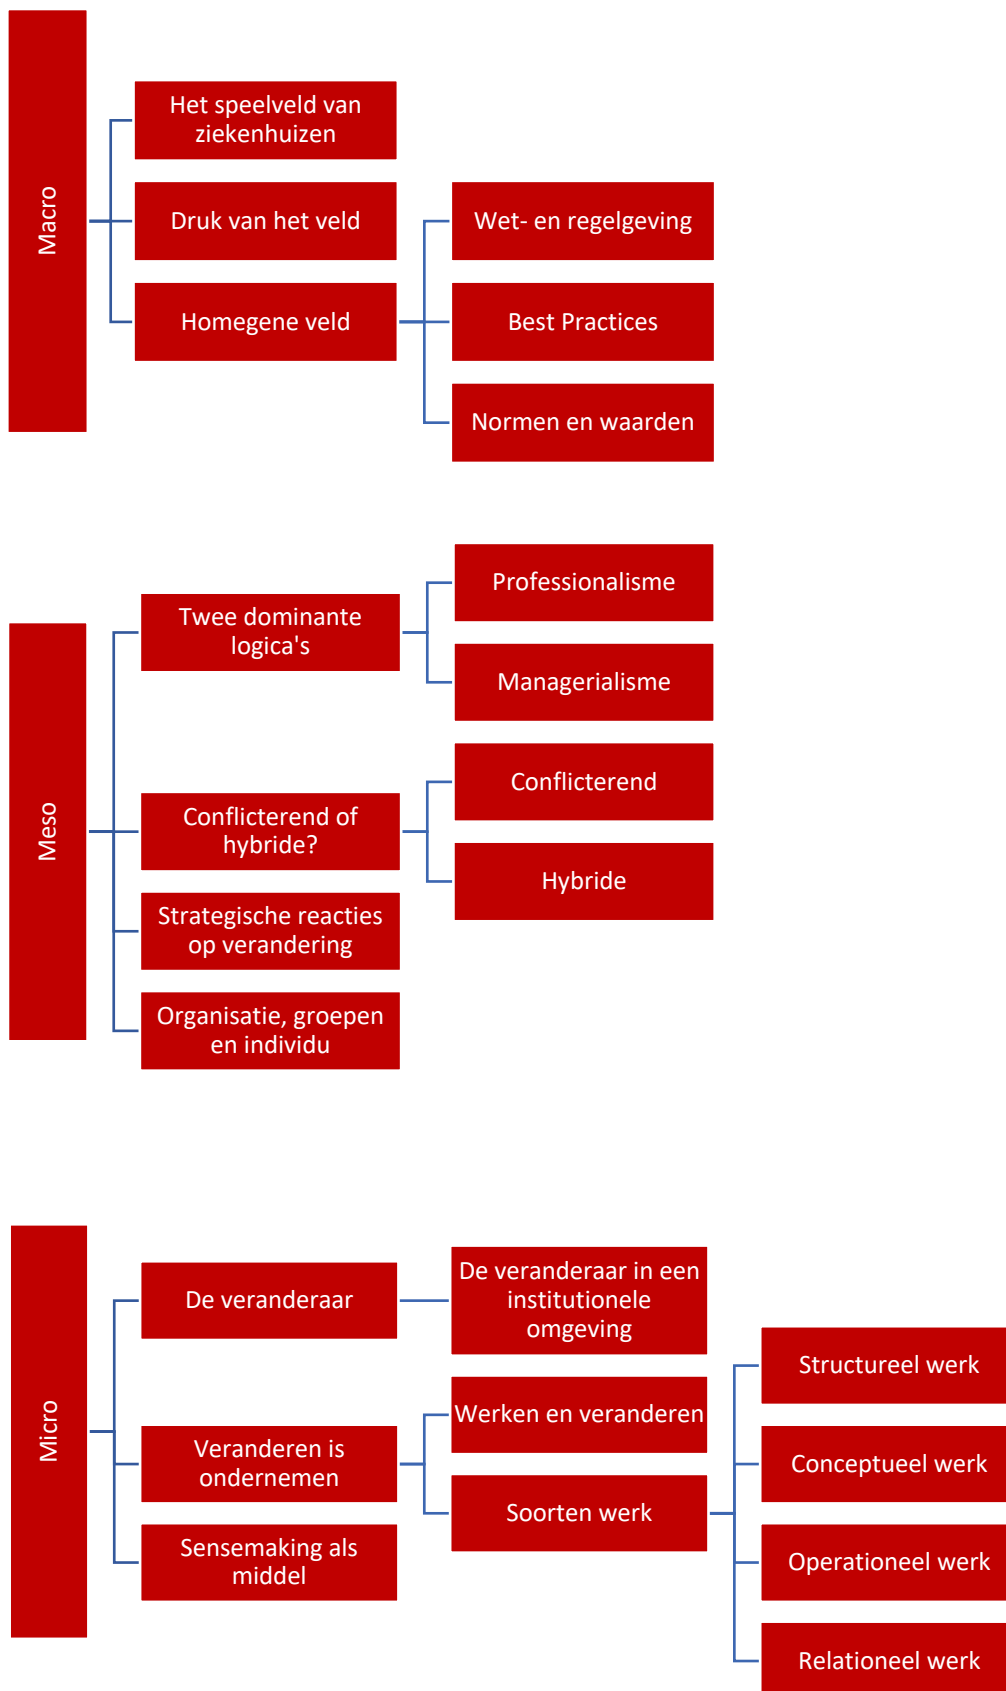 Macro
Het speelveld van
ziekenhuizen
Druk van het veld
Homegene veld
Wet- en regelgeving
Best Practices
Normen en waarden
Meso
Twee dominante
logica's
Professionalisme
Managerialisme
Conflicterend of
hybride?
Conflicterend
Hybride
Strategische reacties
op verandering
Organisatie, groepen
en individu
Micro
De veranderaar
De veranderaar in een
institutionele
omgeving
Veranderen is
ondernemen
Werken en veranderen
Soorten werk
Structureel werk
Conceptueel werk
Operationeel werk
Relationeel werk
Sensemaking als
middel